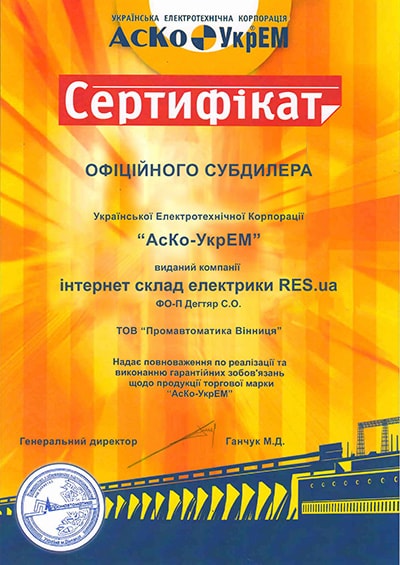 УКРАЇНСЬКА ЕЛЕКТРОТЕХНІЧНА КОРПОРАЦІЯ
АСКО УКРЕМ
®
Сертифікат
ОФІЦІЙНОГО СУБДИЛЕРА
Української Електротехнічної Корпорації
“АсКо-УкрЕМ”
виданий компанії
інтернет склад електрики RES.ua
ФО-П Дегтяр С.О.
ТОВ “Промавтоматика Вінниця”
Надає повноваження по реалізації та
виконанню гарантійних зобов'язань
щодо продукції торгової марки
“АсКо-УкрЕМ”
Генеральний директор
Ганчук М.Д.